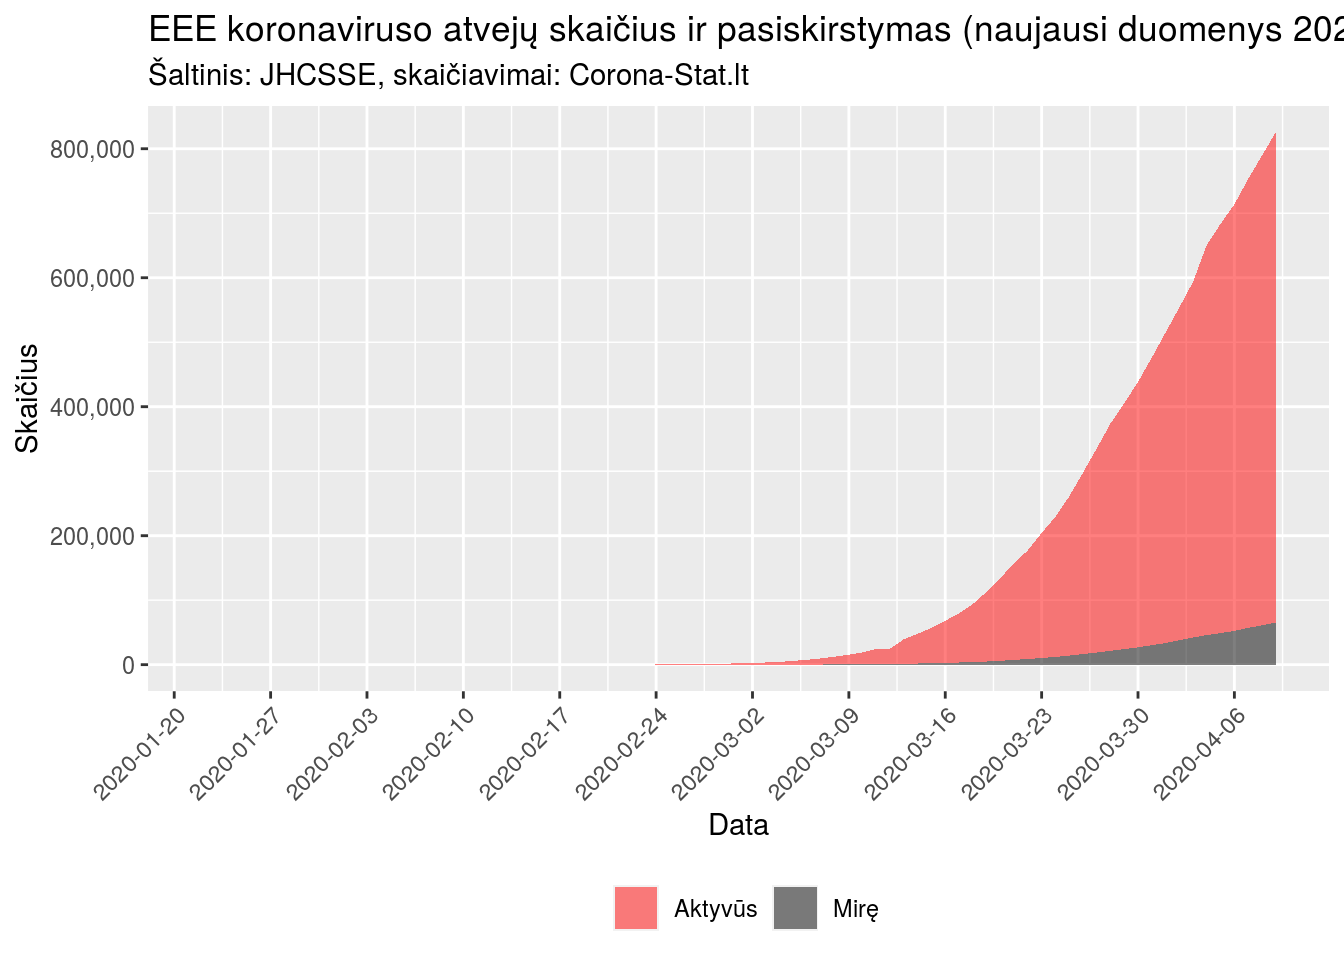 EEE koronaviruso atvejų skaičius ir pasiskirstymas (naujausi duomenys 202
Šaltinis: JHCSSE, skaičiavimai: Corona-Stat.lt
800,000
600,000
400,000
200,000
0
Skaičius
2020-01-20
2020-01-27
2020-02-03
2020-02-10
2020-02-17
2020-02-24
2020-03-02
2020-03-09
2020-03-16
2020-03-23
2020-03-30
2020-04-06
Data
Aktyvūs
Mirę